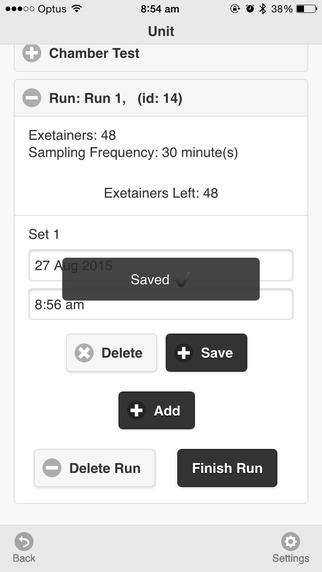 Optus 8:54 am 38%
Unit
Chamber Test
Run: Run 1, (id: 14)
Exetainers: 48
Sampling Frequency: 30 minute(s)
Exetainers Left: 48
Set 1
27 Aug 2015
Saved
8:56 am
Delete Save
Add
Delete Run Finish Run
Back Settings